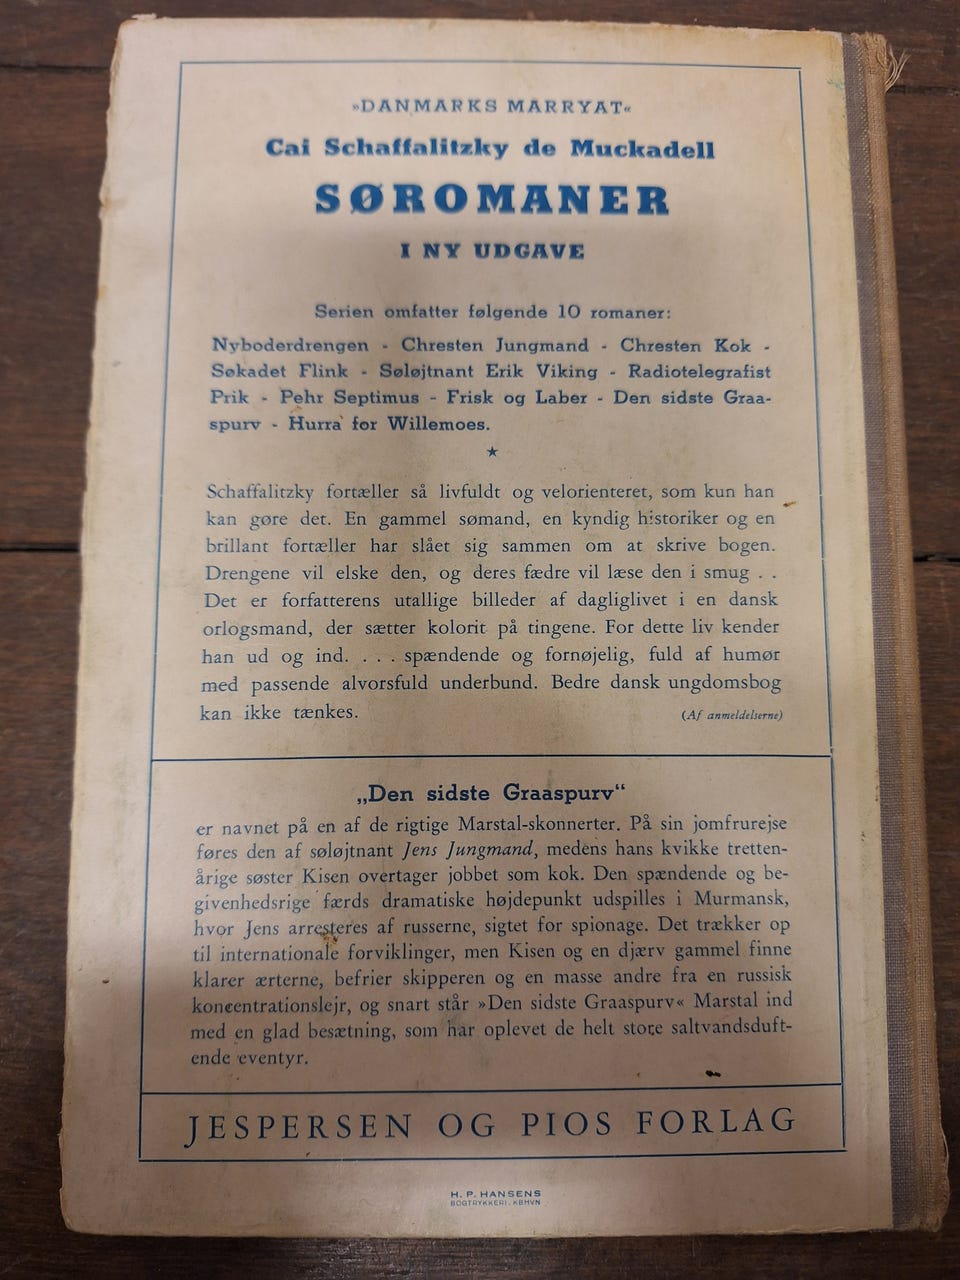 »DANMARKS MARRYAT«
Cai Schaffalitzky de Muckadell
SØROMANER
I NY UDGAVE
Serien omfatter følgende 10 romaner:
Nyboderdrengen - Chresten Jungmand - Chresten Kok -
Søkadet Flink - Søløjtnant Erik Viking - Radiotelegrafist
Prik - Pehr Septimus - Frisk og Laber - Den sidste Graa-
spurv - Hurra for Willemoes.
★
Schaffalitzky fortæller så livfuldt og velorienteret, som kun han
kan gøre det. En gammel sømand, en kyndig historiker og en
brillant fortæller har slået sig sammen om at skrive bogen.
Drengene vil elske den, og deres fædre vil læse den i smug . .
Det er forfatterens utallige billeder af dagliglivet i en dansk
orlogsmand, der sætter kolorit på tingene. For dette liv kender
han ud og ind. . . . spændende og fornøjelig, fuld af humør
med passende alvorsfuld underbund. Bedre dansk ungdomsbog
kan ikke tænkes. (Af anmeldelserne)
„Den sidste Graaspurv“
er navnet på en af de rigtige Marstal-skonnerter. På sin jomfrurejse
føres den af søløjtnant Jens Jungmand, medens hans kvikke tretten-
årige søster Kisen overtager jobbet som kok. Den spændende og be-
givenhedsrige færds dramatiske højdepunkt udspilles i Murmansk,
hvor Jens arresteres af russerne, sigtet for spionage. Det trækker op
til internationale forviklinger, men Kisen og en djærv gammel finne
klarer ærterne, befrier skipperen og en masse andre fra en russisk
koncentrationslejr, og snart står »Den sidste Graaspurv« Marstal ind
med en glad besætning, som har oplevet de helt store saltvandsduft-
ende eventyr.
JESPERSEN OG PIOS FORLAG
H. P. HANSENS
BOGTRYKKERI. KBHVN